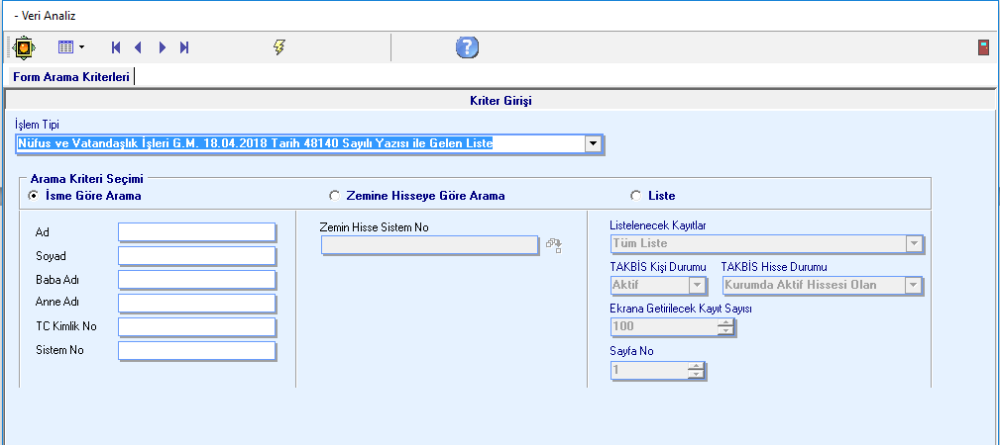 - Veri Analiz
Form Arama Kriterleri
Kriter Girişi
İşlem Tipi
Nüfus ve Vatandaşlık İşleri G.M. 18.04.2018 Tarih 48140 Sayılı Yazısı ile Gelen Liste
Arama Kriteri Seçimi
İsme Göre Arama
Zemine Hisseye Göre Arama
Liste
Ad
Soyad
Baba Adı
Anne Adı
TC Kimlik No
Sistem No
Zemin Hisse Sistem No
Listelenecek Kayıtlar
Tüm Liste
TAKBİS Kişi Durumu TAKBİS Hisse Durumu
Aktif Kurumda Aktif Hissesi Olan
Ekrana Getirilecek Kayıt Sayısı
100
Sayfa No
1